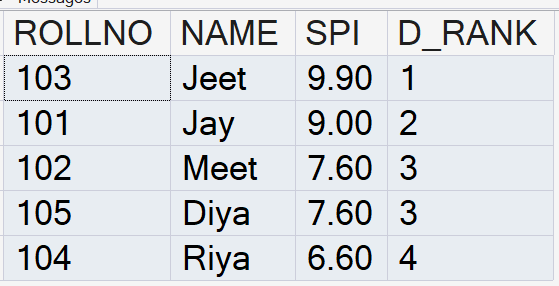 Messages
ROLLNO NAME SPI D_RANK
103 Jeet 9.90 1
101 Jay 9.00 2
102 Meet 7.60 3
105 Diya 7.60 3
104 Riya 6.60 4